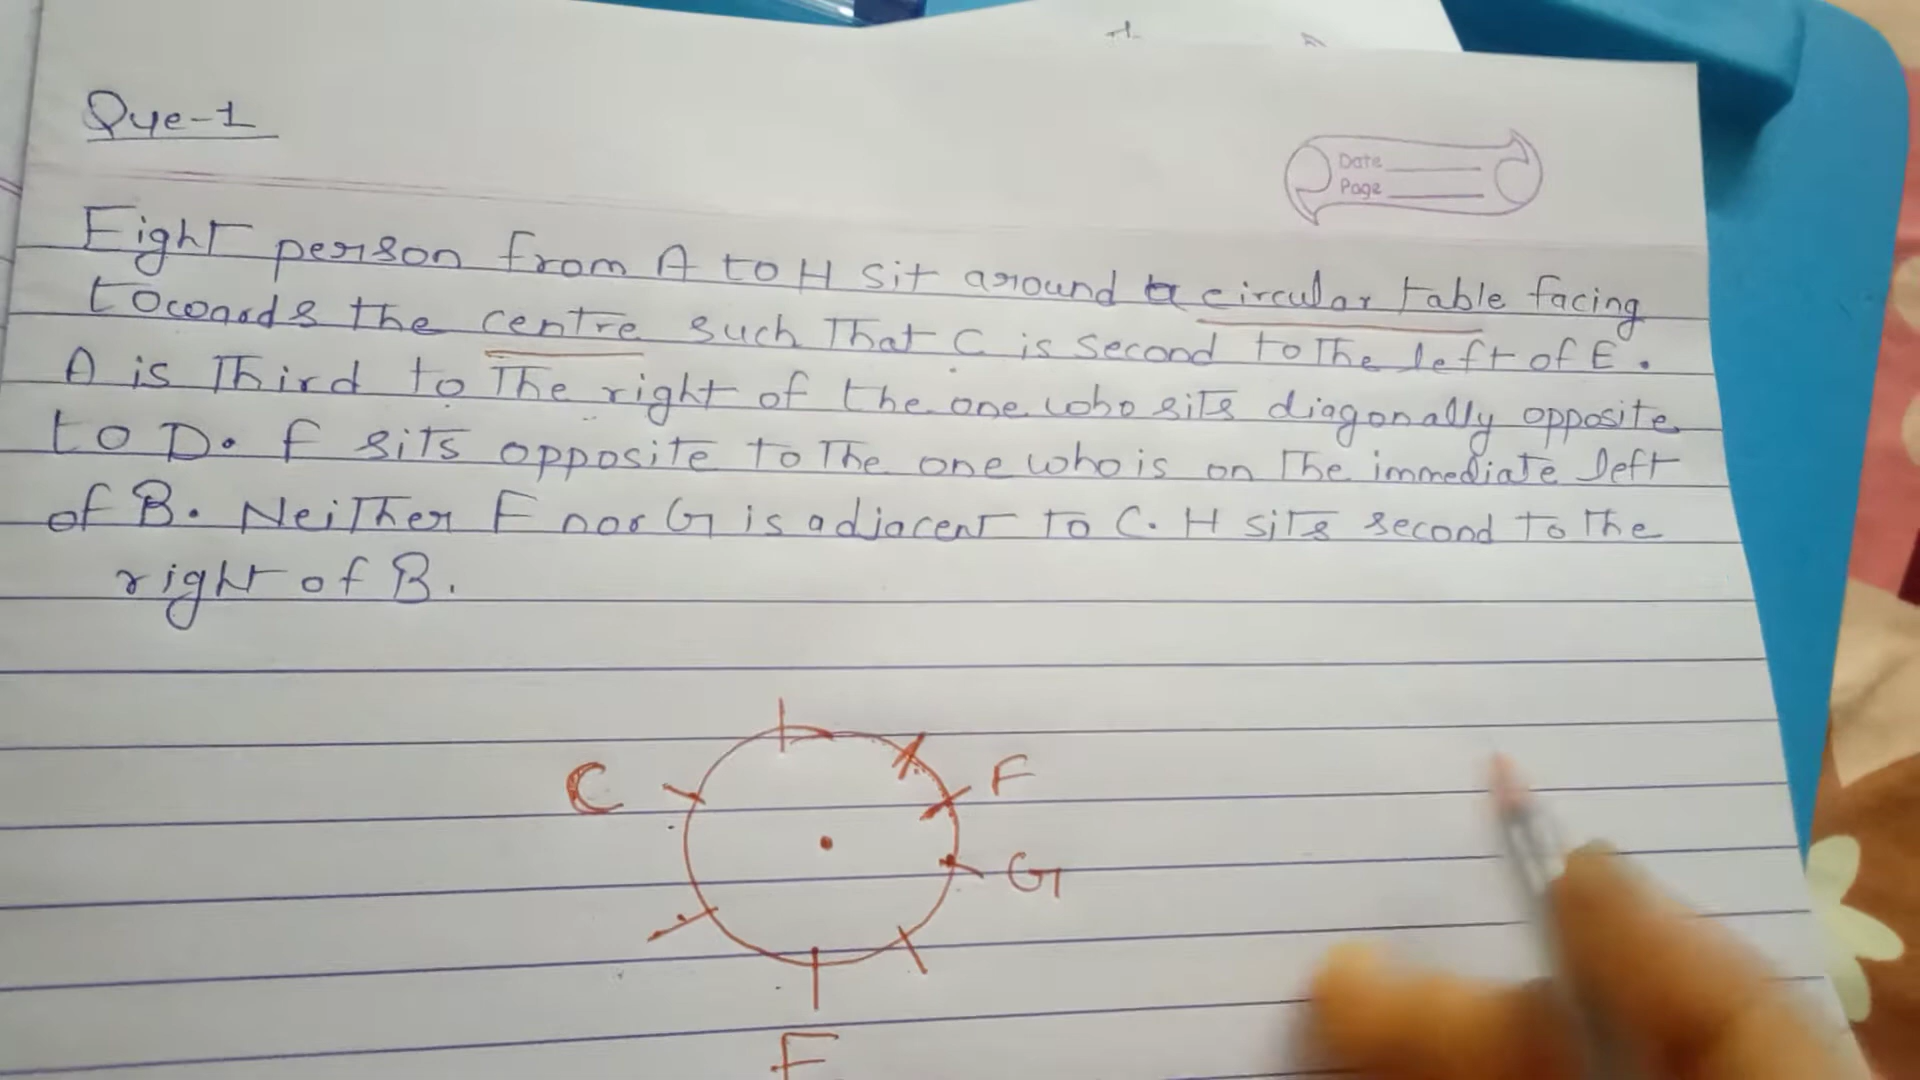 Que-1
Date
Page
Eight person from A to H sit around a circular table facing
towards the centre such that C is second to the left of E.
A is Third to The right of the one who sits diagonally opposite
to D. F sits opposite to The one who is on The immediate left
of B. Neither F nor G is adjacent to C. H sits second to The
right of B.
C
F
G
E